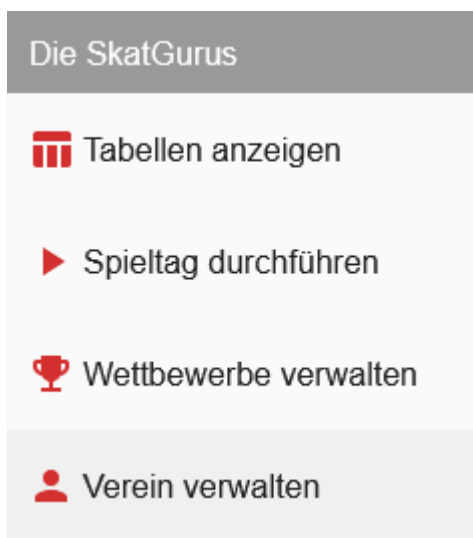 Die SkatGurus
Tabellen anzeigen
Spieltag durchführen
Wettbewerbe verwalten
Verein verwalten